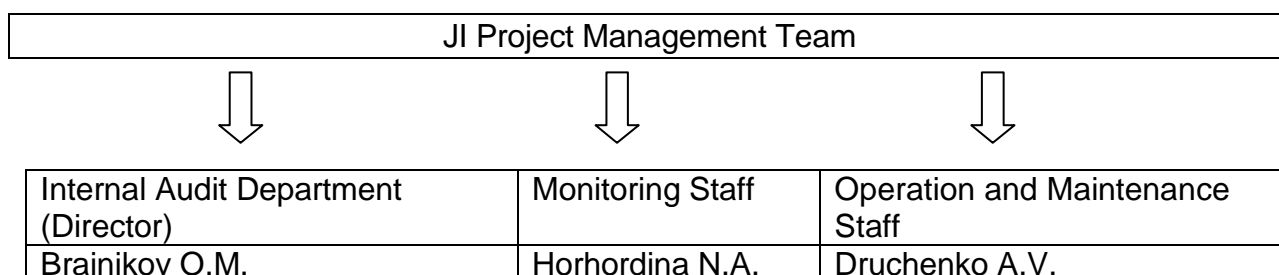 JI Project Management Team
Internal Audit Department
(Director)
Monitoring Staff
Operation and Maintenance
Staff
Brainikov O.M.
Horhordina N.A.
Druchenko A.V.